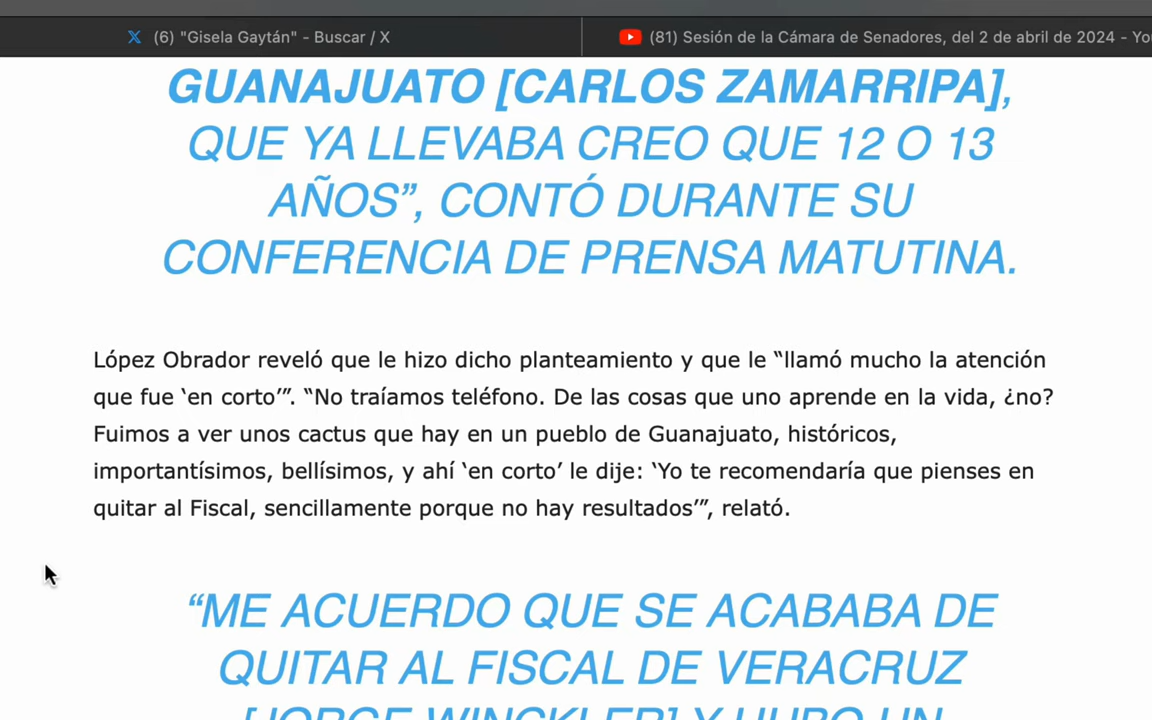 (6) "Gisela Gaytán" - Buscar / X
(81) Sesión de la Cámara de Senadores, del 2 de abril de 2024 - Yo
GUANAJUATO [CARLOS ZAMARRIPA],
QUE YA LLEVABA CREO QUE 12 O 13
AÑOS”, CONTÓ DURANTE SU
CONFERENCIA DE PRENSA MATUTINA.
López Obrador reveló que le hizo dicho planteamiento y que le “llamó mucho la atención
que fue ‘en corto’”. “No traíamos teléfono. De las cosas que uno aprende en la vida, ¿no?
Fuimos a ver unos cactus que hay en un pueblo de Guanajuato, históricos,
importantísimos, bellísimos, y ahí ‘en corto’ le dije: ‘Yo te recomendaría que pienses en
quitar al Fiscal, sencillamente porque no hay resultados’”, relató.
“ME ACUERDO QUE SE ACABABA DE
QUITAR AL FISCAL DE VERACRUZ
[JORGE WINCKLER] Y HUBO UN